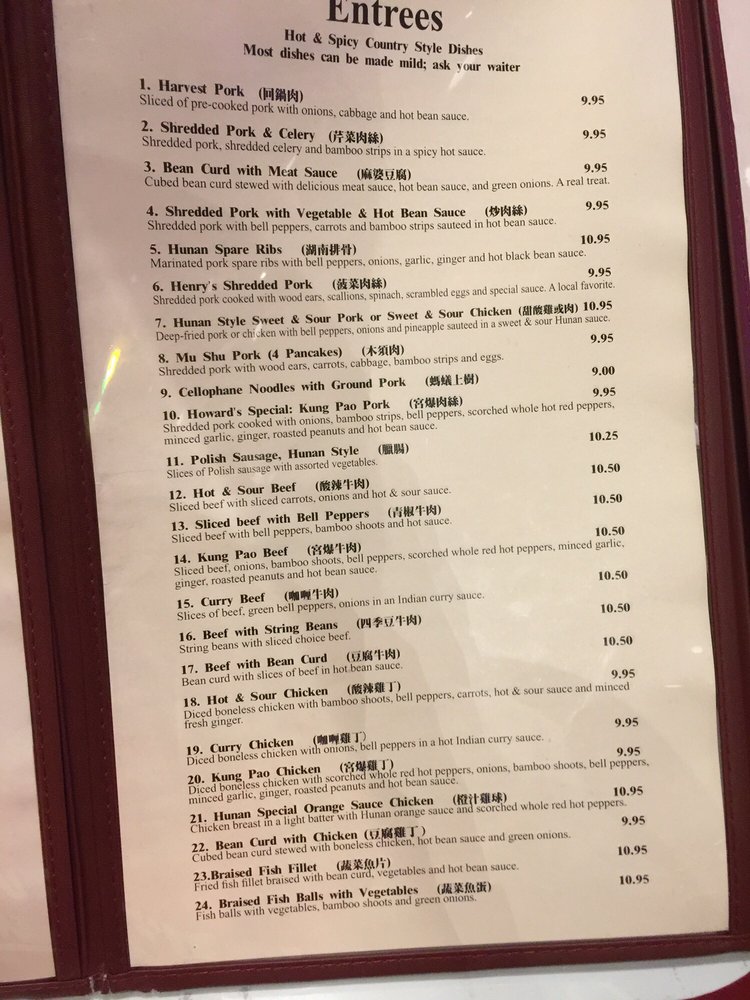 Entrees
Hot & Spicy Country Style Dishes
Most dishes can be made mild; ask your waiter
1. Harvest Pork (回鍋肉) 9.95
Sliced of pre-cooked pork with onions, cabbage and hot bean sauce.
2. Shredded Pork & Celery (芹菜肉絲) 9.95
Shredded pork, shredded celery and bamboo strips in a spicy hot sauce.
3. Bean Curd with Meat Sauce (麻婆豆腐) 9.95
Cubed bean curd stewed with delicious meat sauce, hot bean sauce, and green onions. A real treat.
4. Shredded Pork with Vegetable & Hot Bean Sauce (炒肉絲) 9.95
Shredded pork with bell peppers, carrots and bamboo strips sauteed in hot bean sauce.
5. Hunan Spare Ribs (湖南排骨) 10.95
Marinated pork spare ribs with bell peppers, onions, garlic, ginger and hot black bean sauce.
6. Henry's Shredded Pork (菠菜肉絲) 9.95
Shredded pork cooked with wood ears, scallions, spinach, scrambled eggs and special sauce. A local favorite.
7. Hunan Style Sweet & Sour Pork or Sweet & Sour Chicken (甜酸雞或肉) 10.95
Deep-fried pork or chicken with bell peppers, onions and pineapple sauteed in a sweet & sour Hunan sauce.
8. Mu Shu Pork (4 Pancakes) (木須肉) 9.95
Shredded pork with wood ears, carrots, cabbage, bamboo strips and eggs.
9. Cellophane Noodles with Ground Pork (螞蟻上樹) 9.00
10. Howard's Special: Kung Pao Pork (宮爆肉絲) 9.95
Shredded pork cooked with onions, bamboo strips, bell peppers, scorched whole hot red peppers,
minced garlic, ginger, roasted peanuts and hot bean sauce.
11. Polish Sausage, Hunan Style (臘腸) 10.25
Slices of Polish sausage with assorted vegetables.
12. Hot & Sour Beef (酸辣牛肉) 10.50
Sliced beef with sliced carrots, onions and hot & sour sauce.
13. Sliced beef with Bell Peppers (青椒牛肉) 10.50
Sliced beef with bell peppers, bamboo shoots and hot sauce.
14. Kung Pao Beef (宮爆牛肉) 10.50
Sliced beef, onions, bamboo shoots, bell peppers, scorched whole red hot peppers, minced garlic,
ginger, roasted peanuts and hot bean sauce.
15. Curry Beef (咖喱牛肉) 10.50
Slices of beef, green bell peppers, onions in an Indian curry sauce.
16. Beef with String Beans (四季豆牛肉) 10.50
String beans with sliced choice beef.
17. Beef with Bean Curd (豆腐牛肉) 10.50
Bean curd with slices of beef in hot bean sauce.
18. Hot & Sour Chicken (酸辣雞丁) 9.95
Diced boneless chicken with bamboo shoots, bell peppers, carrots, hot & sour sauce and minced
fresh ginger.
19. Curry Chicken (咖喱雞丁) 9.95
Diced boneless chicken with onions, bell peppers in a hot Indian curry sauce.
20. Kung Pao Chicken (宮爆雞丁) 9.95
Diced boneless chicken with scorched whole red hot peppers, onions, bamboo shoots, bell peppers,
minced garlic, ginger, roasted peanuts and hot bean sauce.
21. Hunan Special Orange Sauce Chicken (橙汁雞球) 10.95
Chicken breast in a light batter with Hunan orange sauce and scorched whole red hot peppers.
22. Bean Curd with Chicken (豆腐雞丁) 9.95
Cubed bean curd stewed with boneless chicken, hot bean sauce and green onions.
23.Braised Fish Fillet (蔬菜魚片) 10.95
Fried fish fillet braised with bean curd, vegetables and hot bean sauce.
24. Braised Fish Balls with Vegetables (蔬菜魚蛋) 10.95
Fish balls with vegetables, bamboo shoots and green onions.